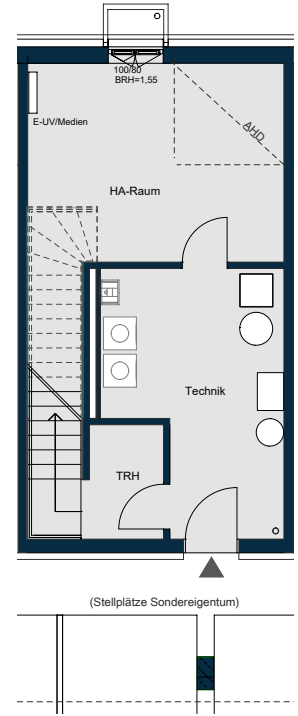 100/80
BRH=1,55
E-UV/Medien
AHD
HA-Raum
Technik
TRH
(Stellplätze Sondereigentum)